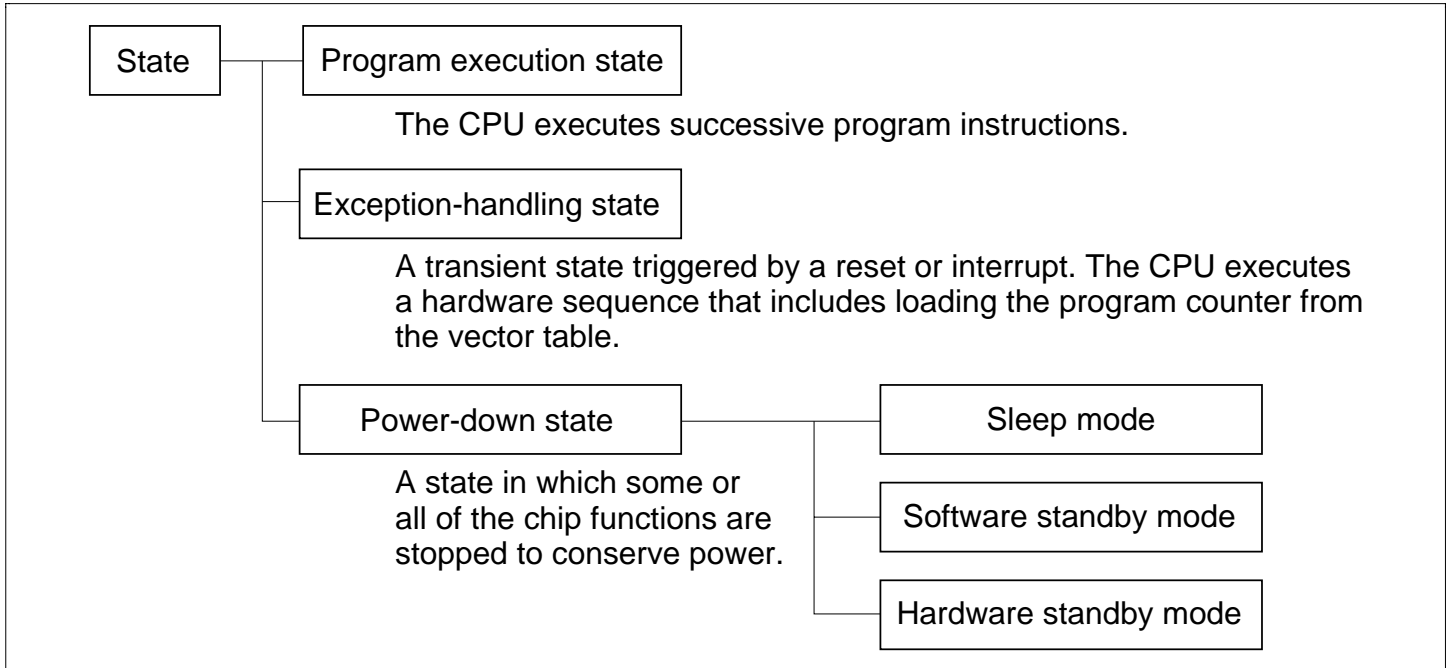 State
Program execution state
The CPU executes successive program instructions.
Exception-handling state
A transient state triggered by a reset or interrupt. The CPU executes
a hardware sequence that includes loading the program counter from
the vector table.
Power-down state
A state in which some or
all of the chip functions are
stopped to conserve power.
Sleep mode
Software standby mode
Hardware standby mode